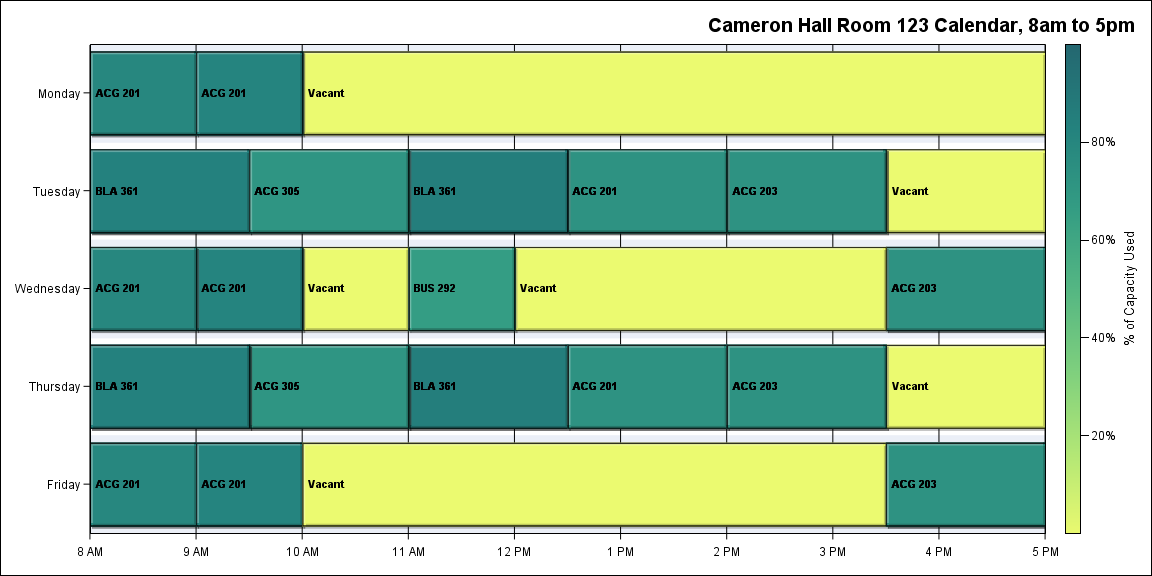 Cameron Hall Room 123 Calendar, 8am to 5pm
Monday ACG 201 ACG 201 Vacant
80%
Tuesday BLA 361 ACG 305 BLA 361 ACG 201 ACG 203 Vacant
60%
% of Capacity Used
Wednesday ACG 201 ACG 201 Vacant BUS 292 Vacant ACG 203
40%
Thursday BLA 361 ACG 305 BLA 361 ACG 201 ACG 203 Vacant
20%
Friday ACG 201 ACG 201 Vacant ACG 203
8 AM 9 AM 10 AM 11 AM 12 PM 1 PM 2 PM 3 PM 4 PM 5 PM